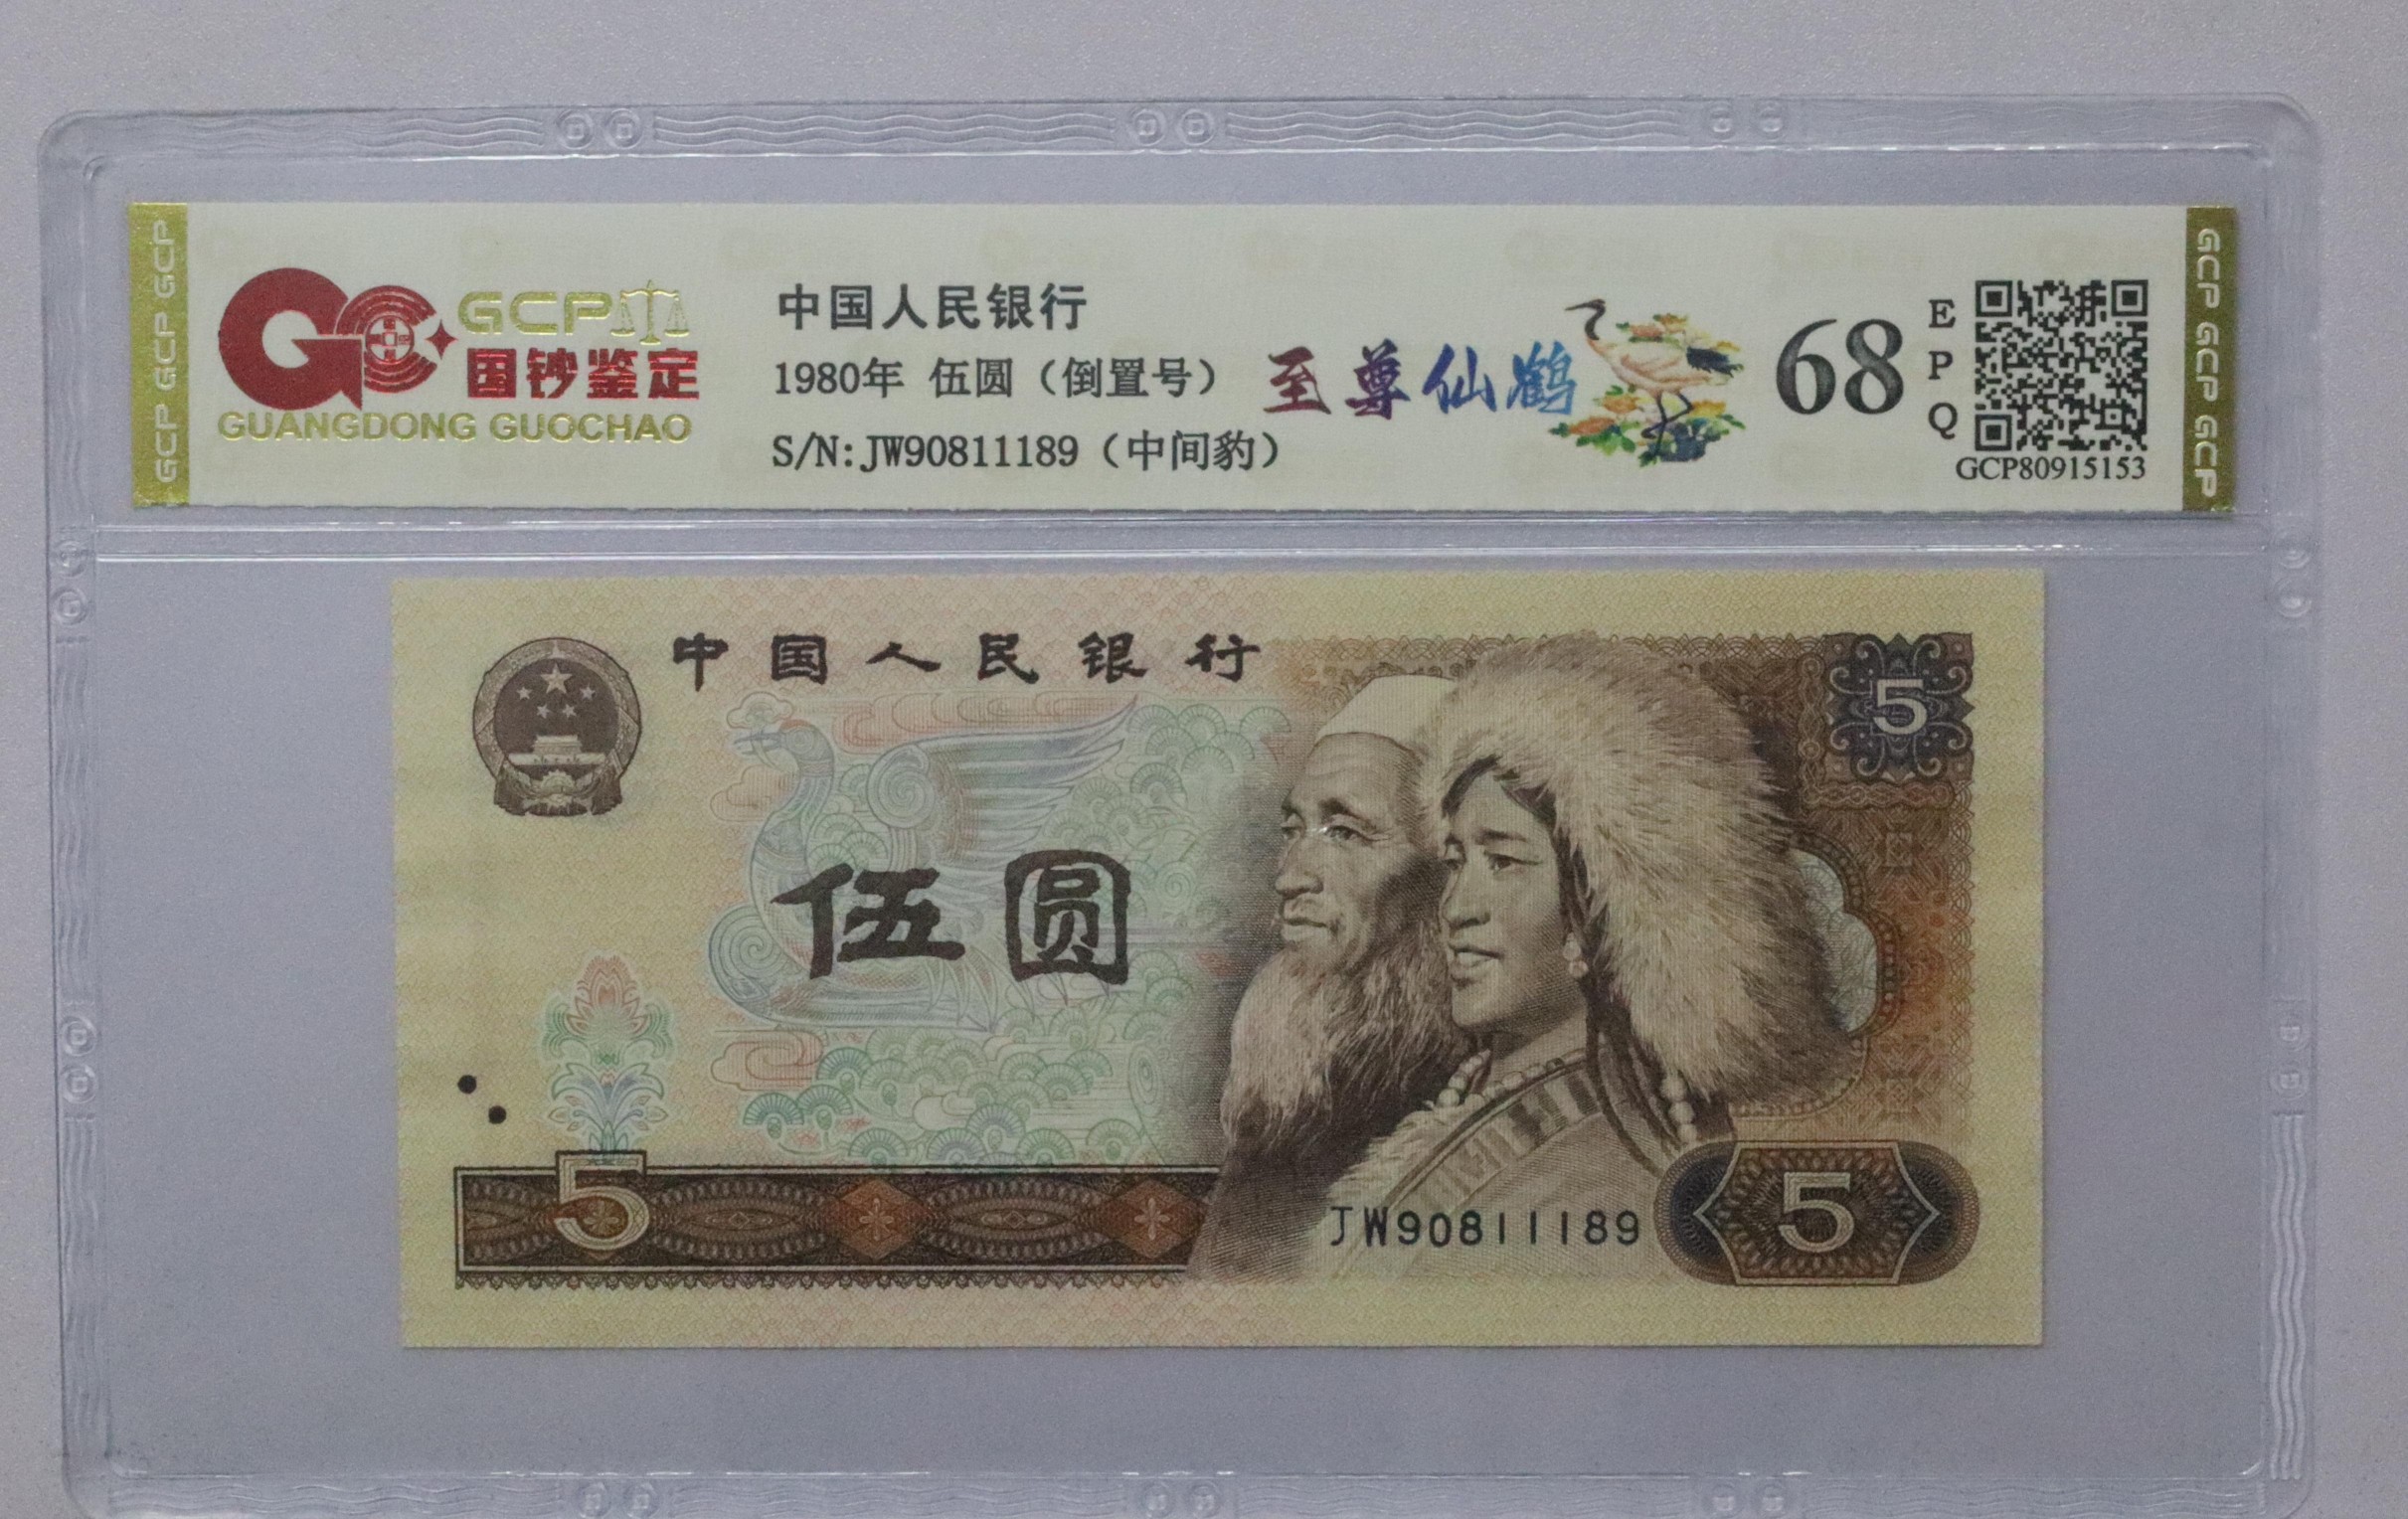 GCP GCP GCP
GCP
国钞鉴定
GUANGDONG GUOCHAO
中国人民银行
1980年 伍圆（倒置号）
S/N:JW90811189（中间豹）
至尊仙鹤
68
EPQ
GCP80915153
GCP GCP GCP
中国人民银行
5
伍圆
5
JW90811189
5